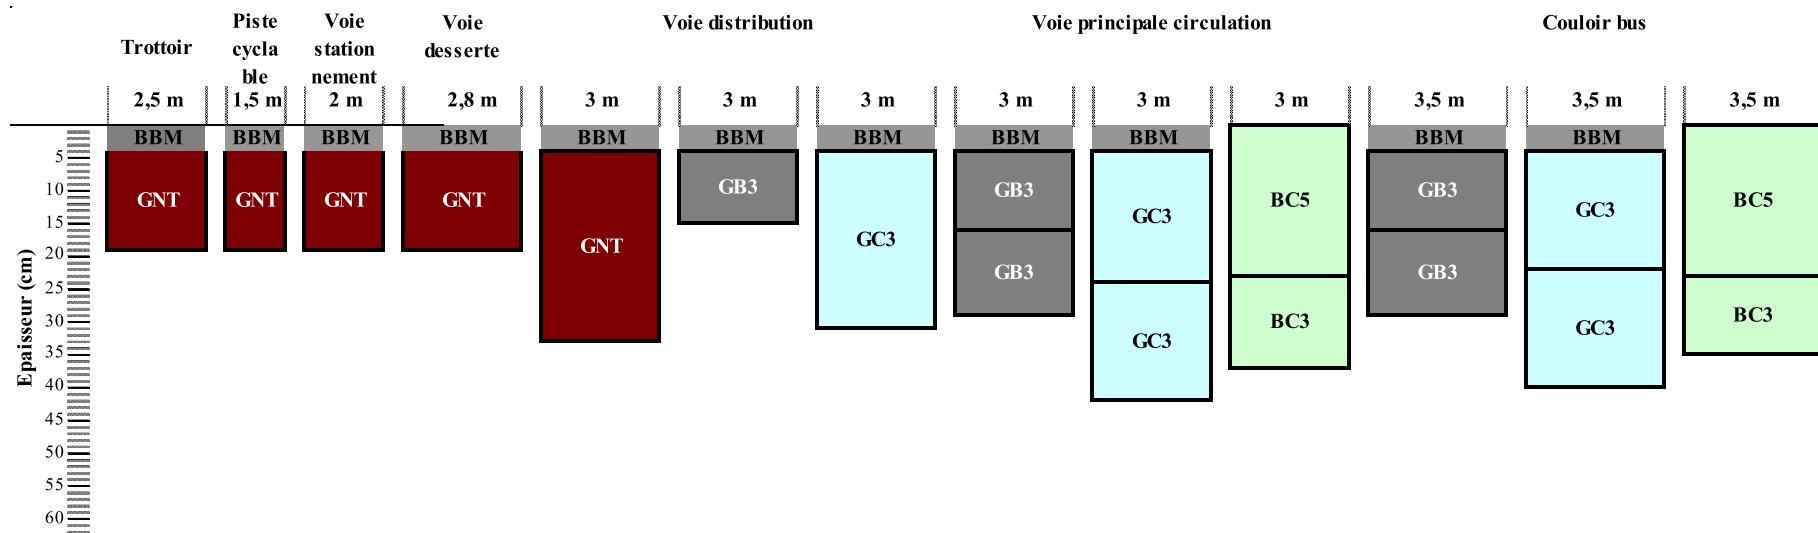 Trottoir
Piste
cycla
ble
Voie
station
nement
Voie
desserte
Voie distribution
Voie principale circulation
Couloir bus
2,5 m
1,5 m
2 m
2,8 m
3 m
3 m
3 m
3 m
3 m
3 m
3,5 m
3,5 m
3,5 m
BBM
BBM
BBM
BBM
BBM
BBM
BBM
BBM
BBM
BBM
BBM
GNT
GNT
GNT
GNT
GNT
GB3
GC3
GB3
GB3
GC3
GC3
BC5
BC3
GB3
GB3
GC3
GC3
BC5
BC3
Epaisseur (cm)
5
10
15
20
25
30
35
40
45
50
55
60